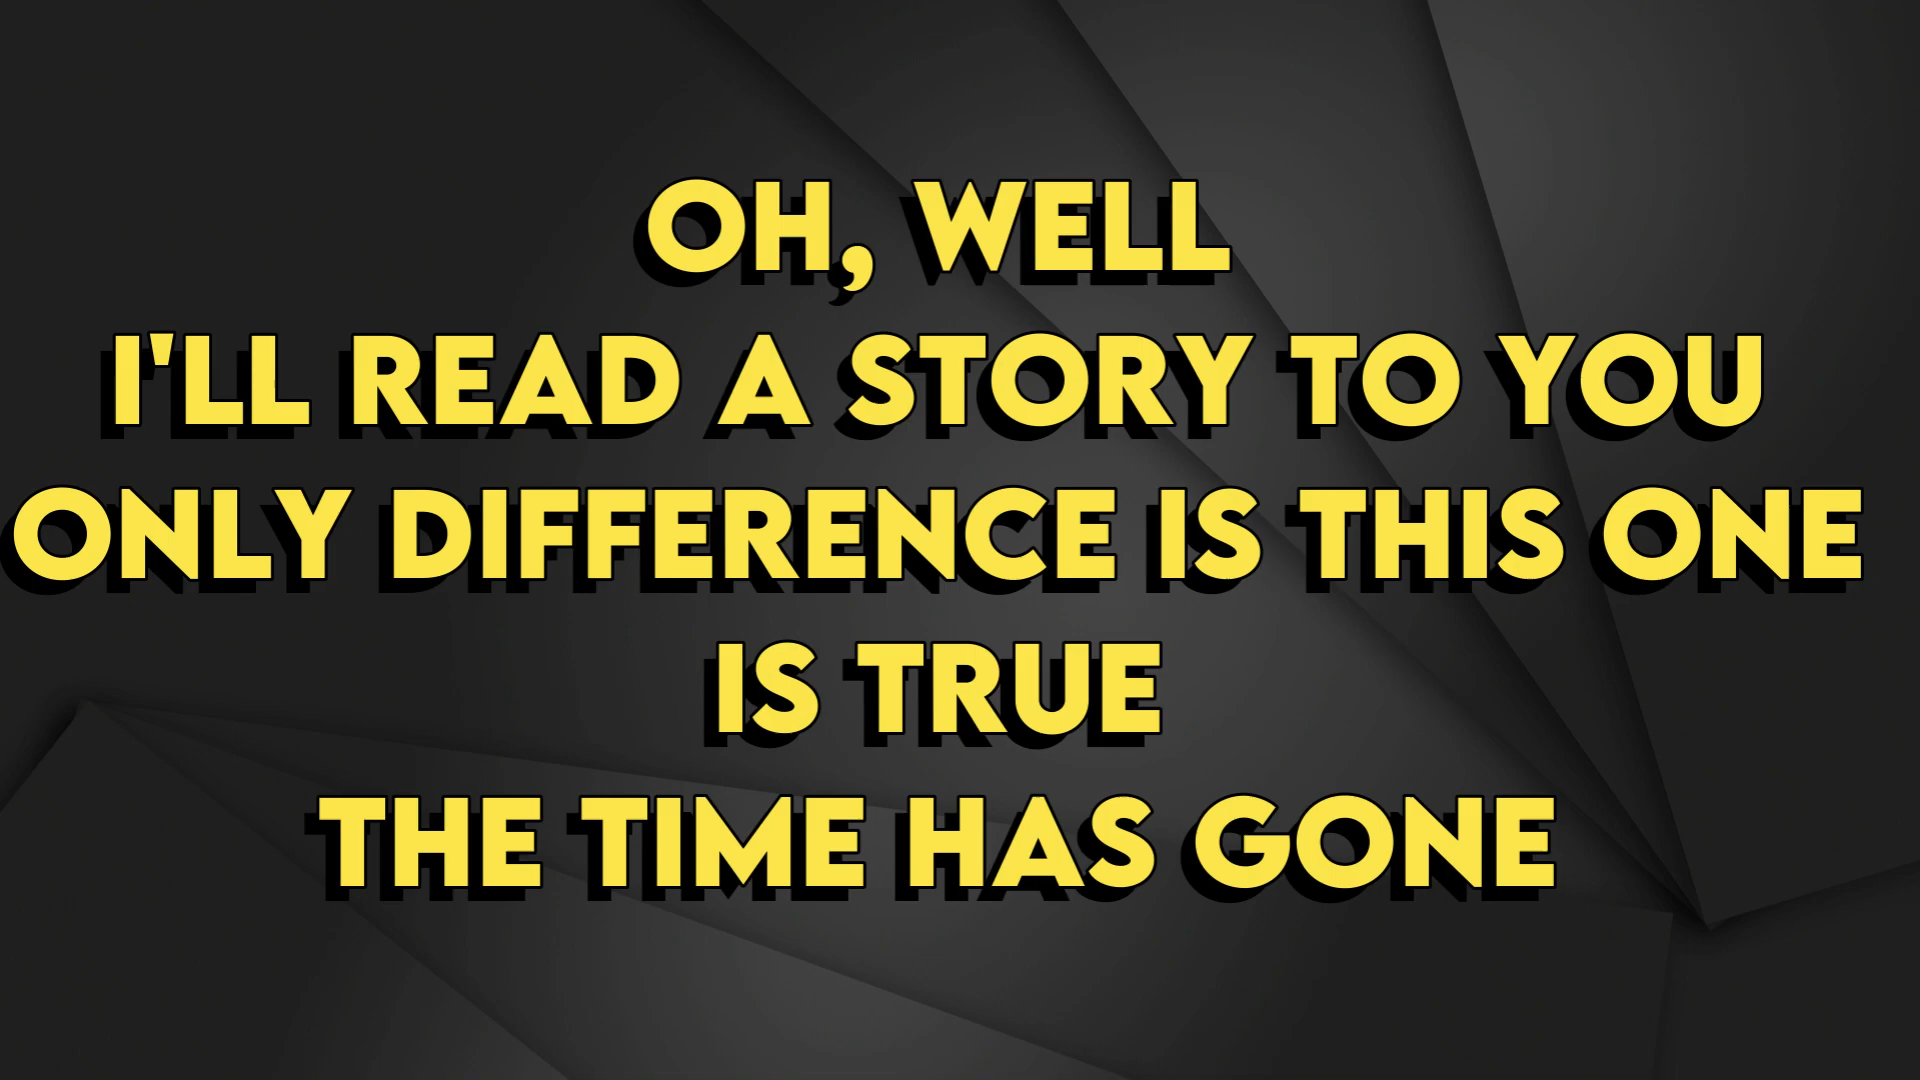 OH, WELL
I'LL READ A STORY TO YOU
ONLY DIFFERENCE IS THIS ONE
IS TRUE
THE TIME HAS GONE